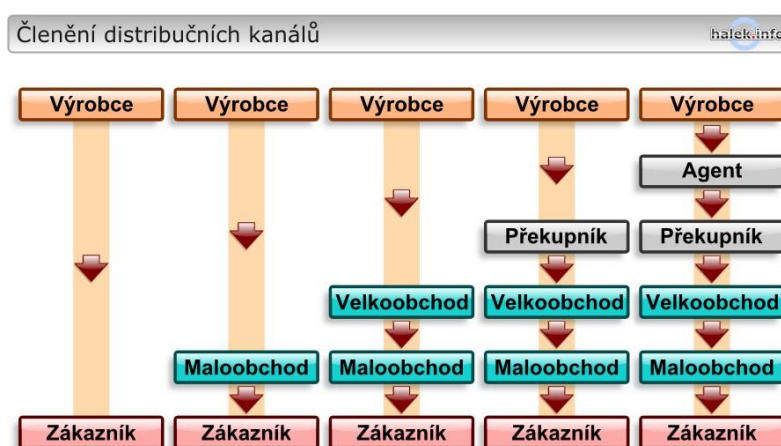 Členění distribučních kanálů
halek.info
Výrobce Výrobce Výrobce Výrobce Výrobce
Agent
Překupník Překupník
Velkoobchod Velkoobchod Velkoobchod
Maloobchod Maloobchod Maloobchod Maloobchod
Zákazník Zákazník Zákazník Zákazník Zákazník